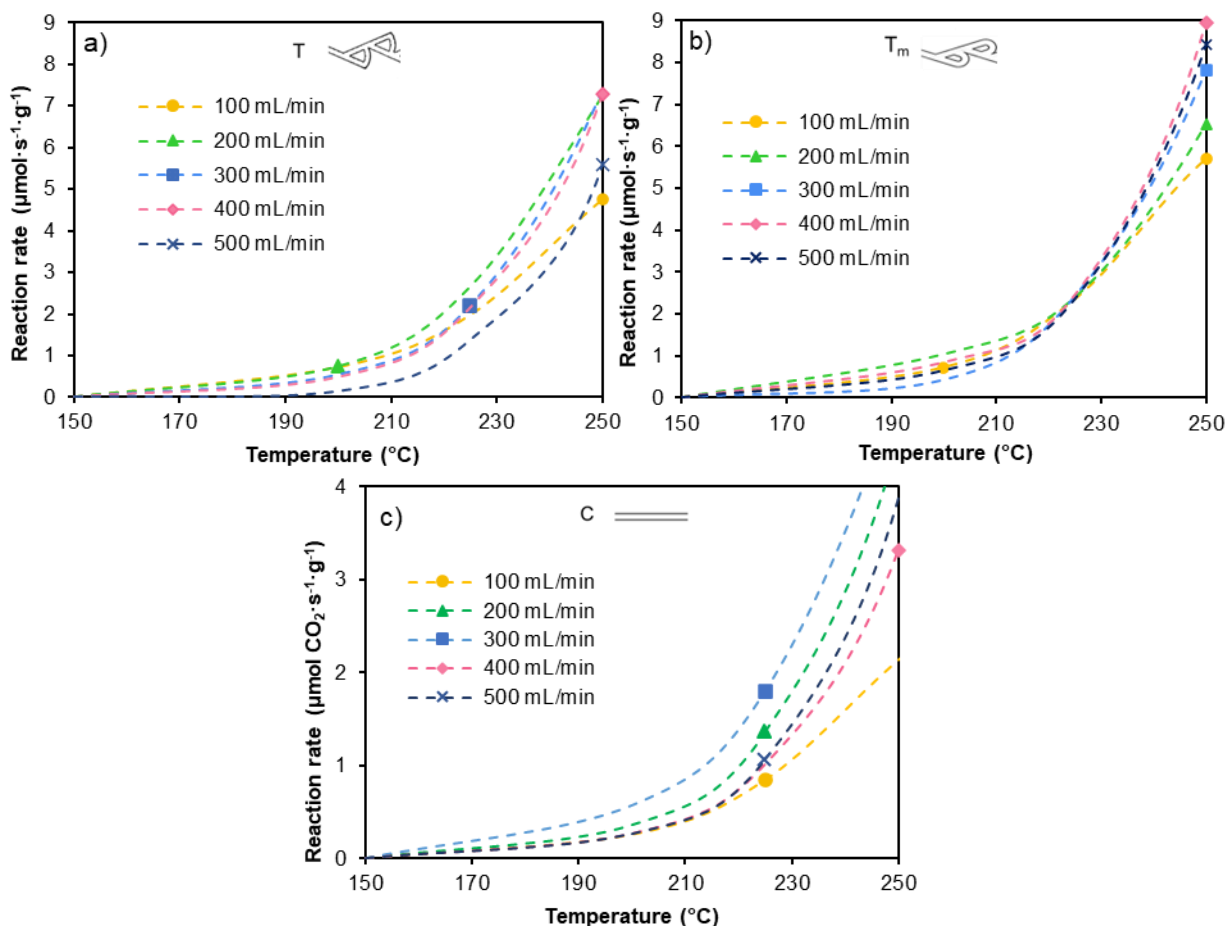 a)
T
100 mL/min
200 mL/min
300 mL/min
400 mL/min
500 mL/min
Reaction rate (µmol·s⁻¹·g⁻¹)
9
8
7
6
5
4
3
2
1
0
150 170 190 210 230 250
Temperature (°C)
b)
Tₘ
100 mL/min
200 mL/min
300 mL/min
400 mL/min
500 mL/min
Reaction rate (µmol·s⁻¹·g⁻¹)
9
8
7
6
5
4
3
2
1
0
150 170 190 210 230 250
Temperature (°C)
c)
C
100 mL/min
200 mL/min
300 mL/min
400 mL/min
500 mL/min
Reaction rate (µmol CO₂·s⁻¹·g⁻¹)
4
3
2
1
0
150 170 190 210 230 250
Temperature (°C)